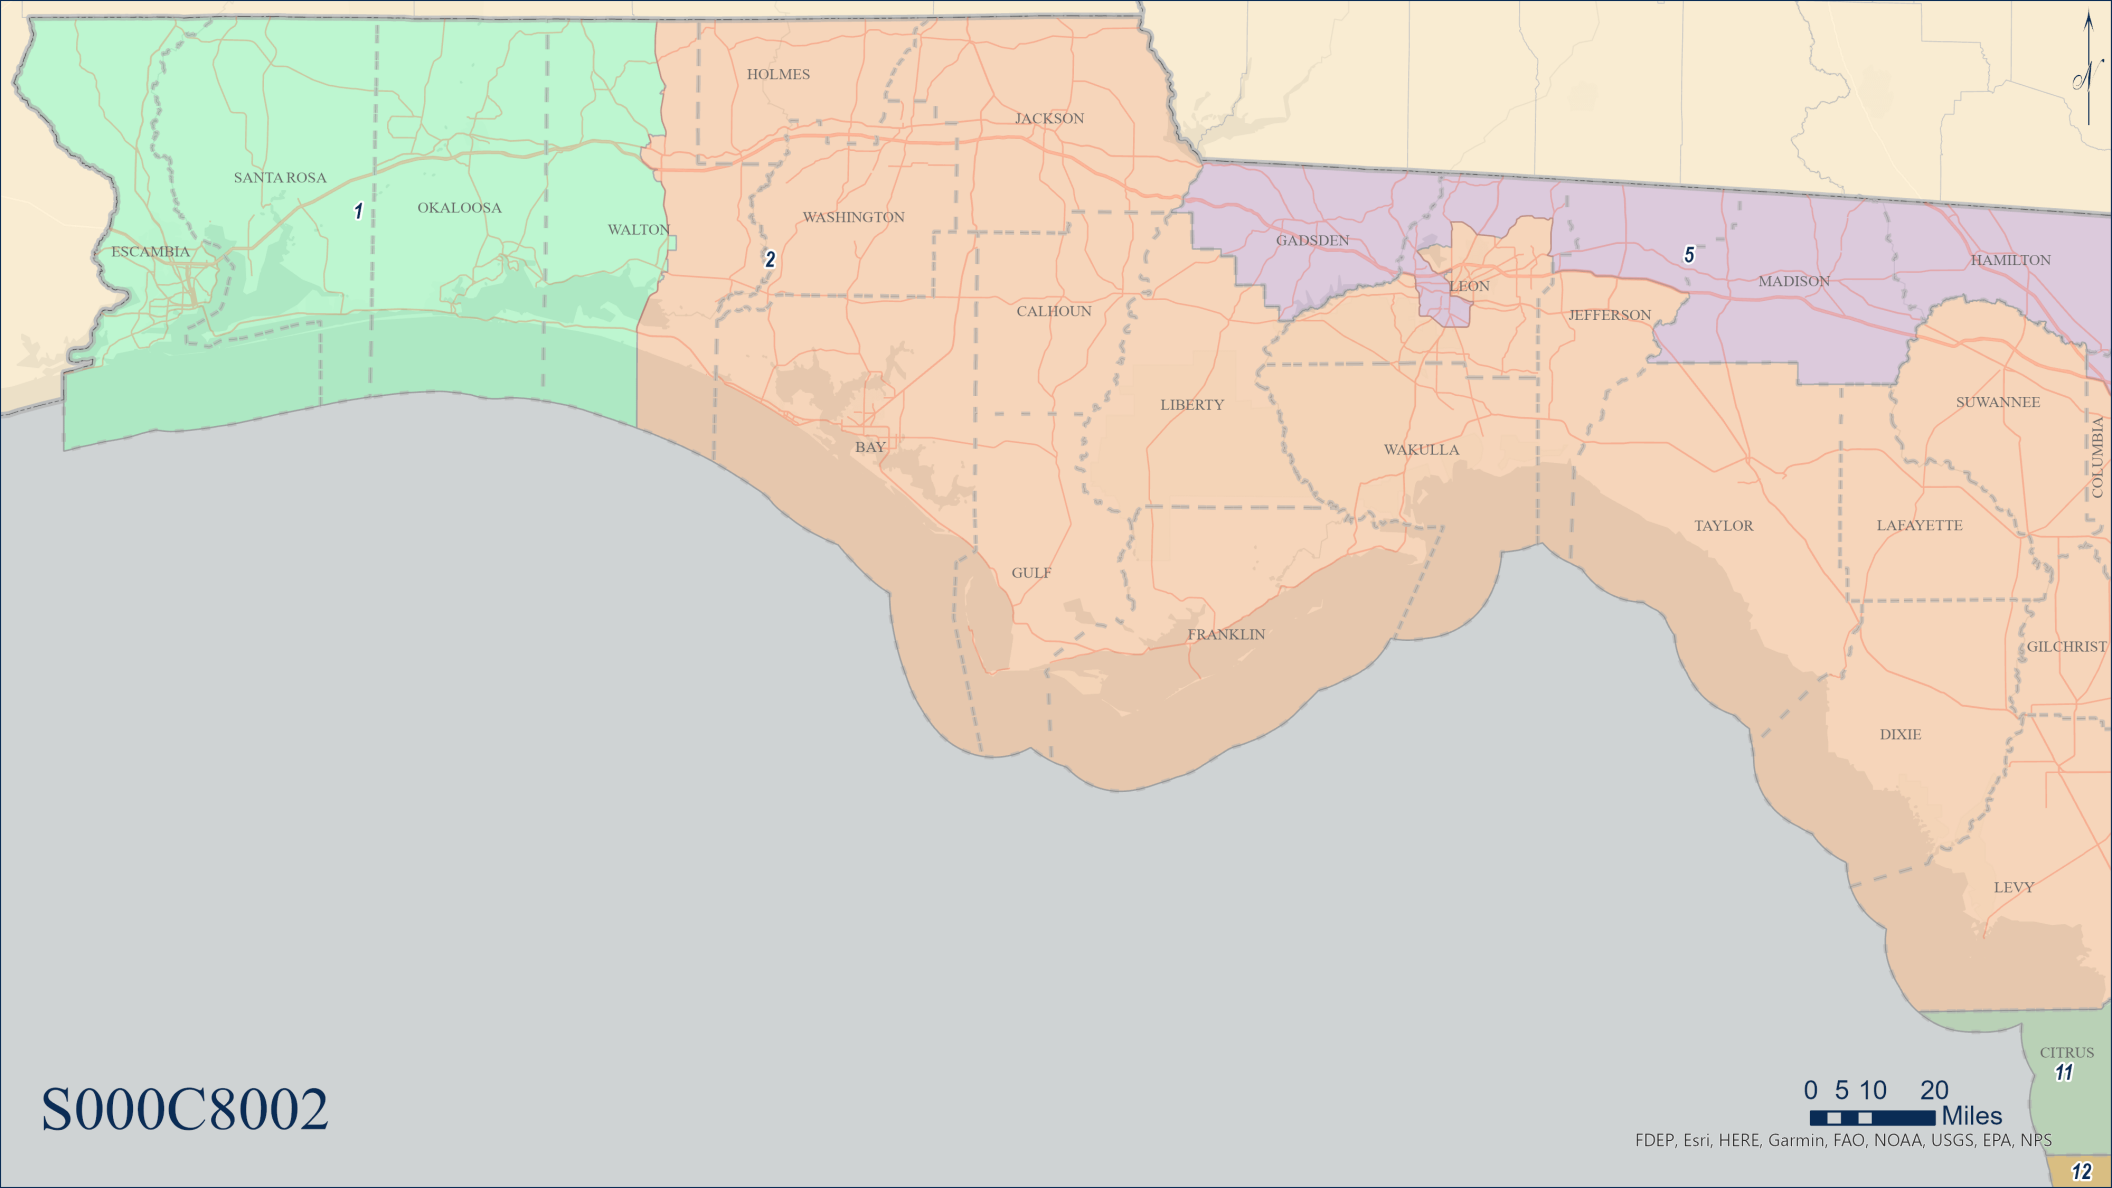 HOLMES
JACKSON
N
SANTA ROSA
OKALOOSA
1
WALTON
WASHINGTON
ESCAMBIA
2
GADSDEN
5
HAMILTON
MADISON
LEON
CALHOUN
JEFFERSON
LIBERTY
SUWANNEE
BAY
WAKULLA
COLUMBIA
TAYLOR
LAFAYETTE
GULF
FRANKLIN
GILCHRIST
DIXIE
LEVY
CITRUS
11
S000C8002
0 5 10 20
Miles
FDEP, Esri, HERE, Garmin, FAO, NOAA, USGS, EPA, NPS
12